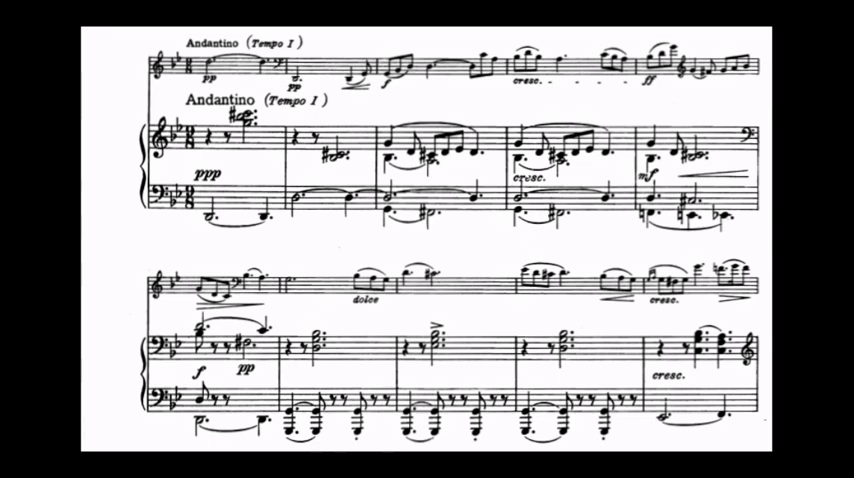 Andantino (Tempo I)
pp
pp
f
cresc.
ff
Andantino (Tempo I)
ppp
cresc.
mf
dolce
cresc.
f
pp
cresc.